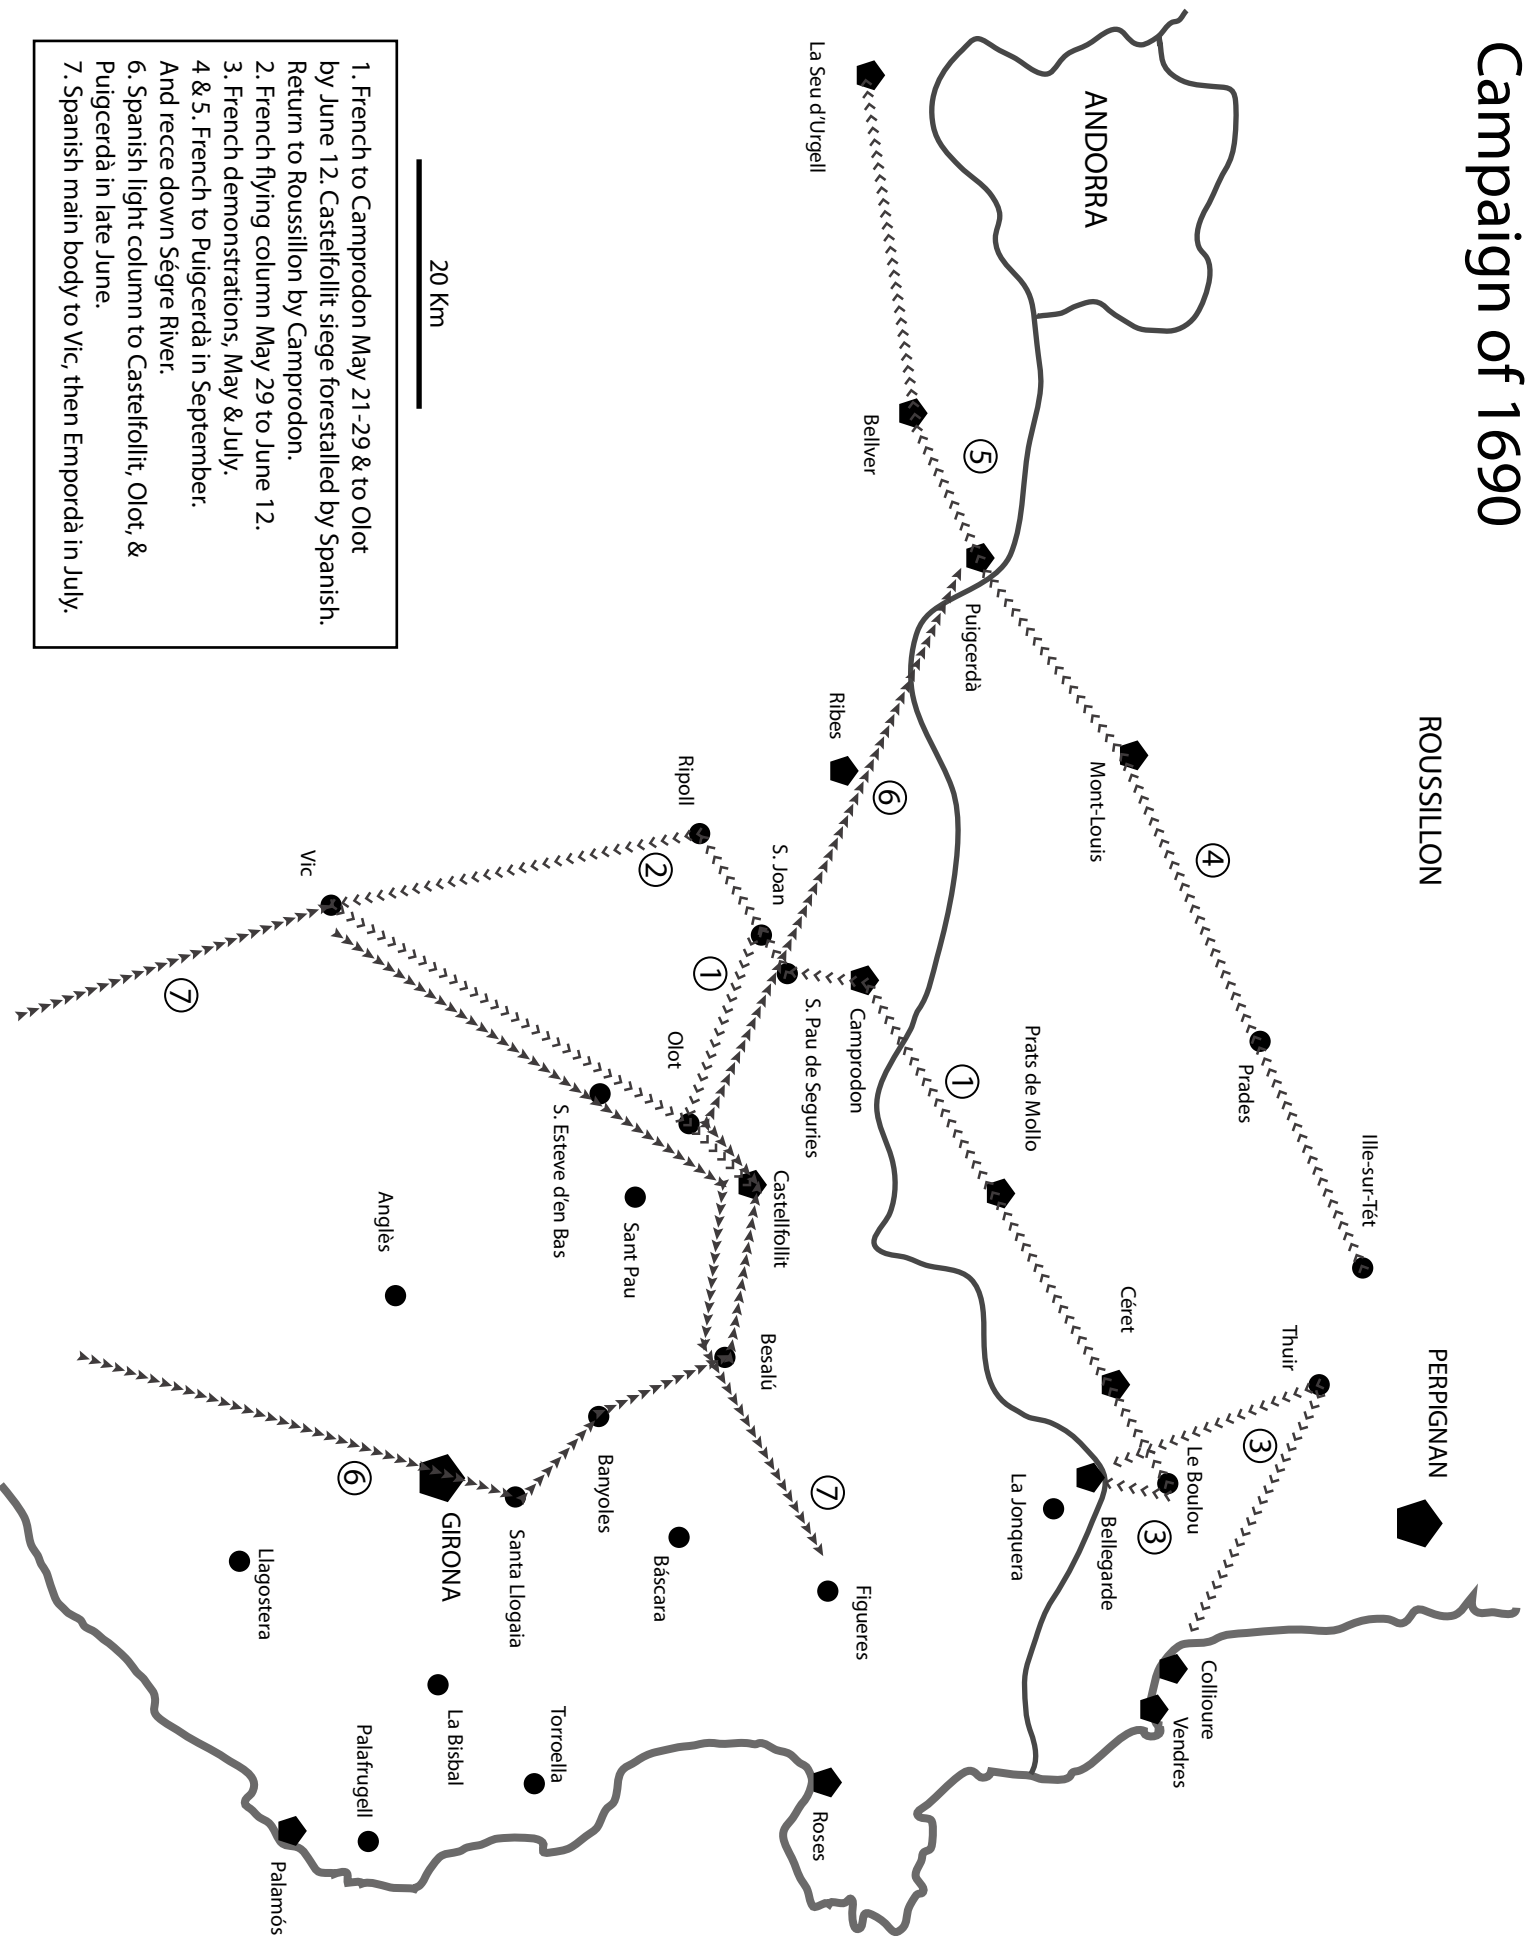 Campaign of 1690
ROUSSILLON
PERPIGNAN
ANDORRA
Ille-sur-Tét
Thuir
Prades
④
③
Mont-Louis
Le Boulou
Collioure
Céret
③
Vendres
Bellegarde
Prats de Mollo
La Jonquera
①
Puigcerdà
⑤
La Seu d'Urgell
Bellver
Ribes
⑥
Camprodon
S. Pau de Seguries
S. Joan
Castellfollit
Besalú
⑦
Figueres
Roses
Ripoll
②
①
Olot
Sant Pau
Báscara
Banyoles
S. Esteve d'en Bas
Santa Llogaia
Torroella
GIRONA
La Bisbal
Anglès
⑥
Palafrugell
Vic
Llagostera
Palamós
⑦
20 Km
1. French to Camprodon May 21-29 & to Olot
by June 12. Castelfollit siege forestalled by Spanish.
Return to Roussillon by Camprodon.
2. French flying column May 29 to June 12.
3. French demonstrations, May & July.
4 & 5. French to Puigcerdà in September.
And recce down Ségre River.
6. Spanish light column to Castelfollit, Olot, &
Puigcerdà in late June.
7. Spanish main body to Vic, then Empordà in July.